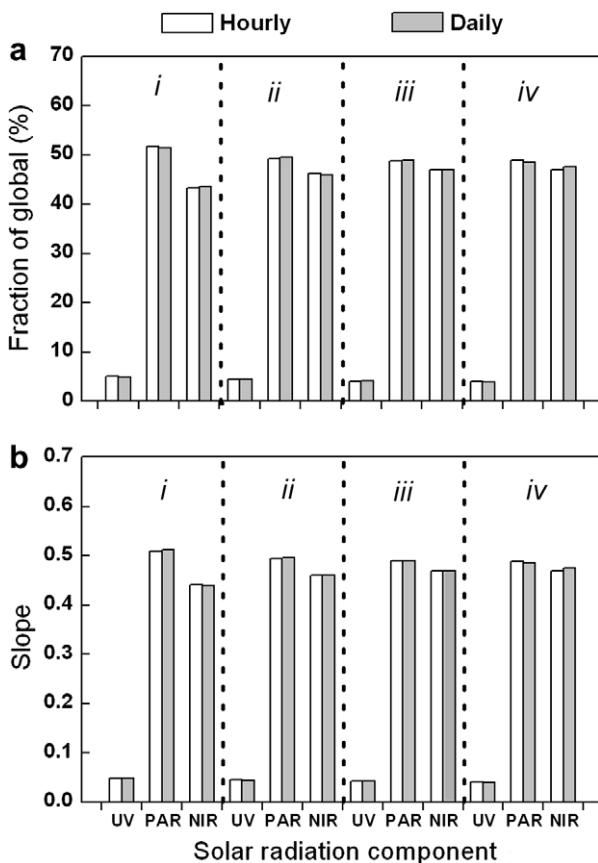 Hourly Daily
a
i ii iii iv
Fraction of global (%)
70
60
50
40
30
20
10
0
b
i ii iii iv
Slope
0.7
0.6
0.5
0.4
0.3
0.2
0.1
0.0
UV PAR NIR UV PAR NIR UV PAR NIR UV PAR NIR
Solar radiation component